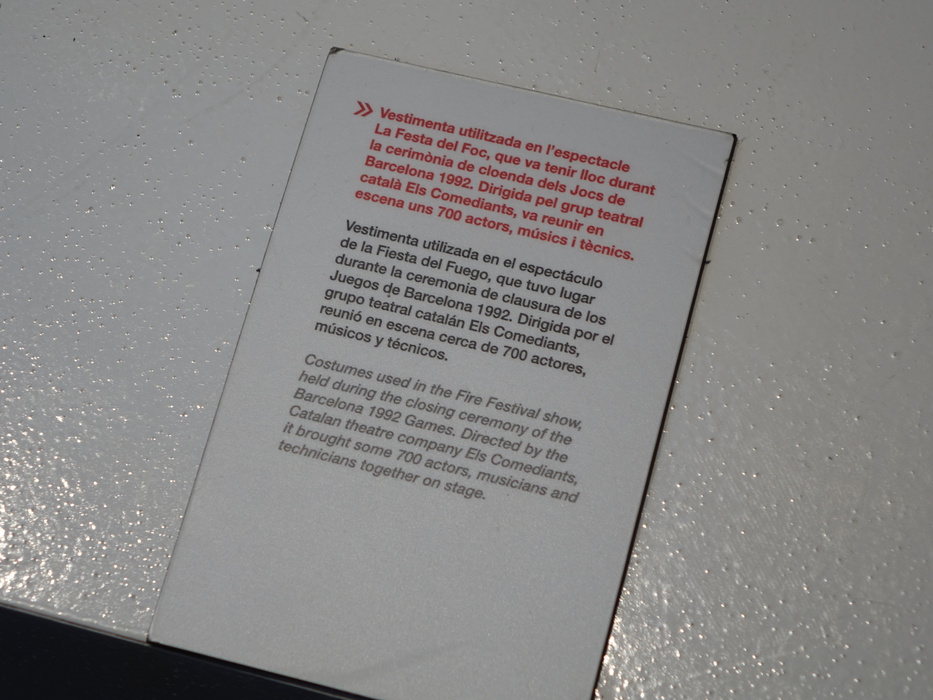 » Vestimenta utilitzada en l'espectacle
La Festa del Foc, que va tenir lloc durant
la cerimònia de cloenda dels Jocs de
Barcelona 1992. Dirigida pel grup teatral
català Els Comediants, va reunir en
escena uns 700 actors, músics i tècnics.
Vestimenta utilizada en el espectáculo
de la Fiesta del Fuego, que tuvo lugar
durante la ceremonia de clausura de los
Juegos de Barcelona 1992. Dirigida por el
grupo teatral catalán Els Comediants,
reunió en escena cerca de 700 actores,
músicos y técnicos.
Costumes used in the Fire Festival show,
held during the closing ceremony of the
Barcelona 1992 Games. Directed by the
Catalan theatre company Els Comediants,
it brought some 700 actors, musicians and
technicians together on stage.